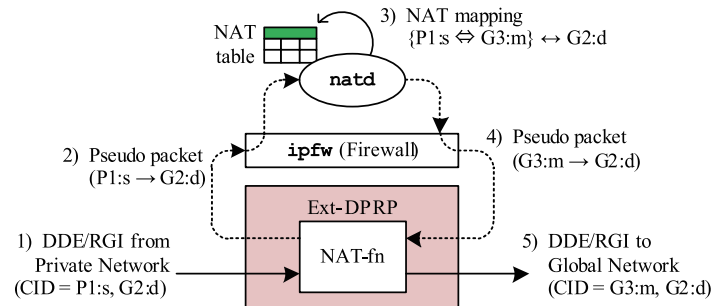 3) NAT mapping
{P1:s ⇔ G3:m} ↔ G2:d
NAT
table
natd
2) Pseudo packet
(P1:s → G2:d)
ipfw (Firewall)
4) Pseudo packet
(G3:m → G2:d)
Ext-DPRP
NAT-fn
1) DDE/RGI from
Private Network
(CID = P1:s, G2:d)
5) DDE/RGI to
Global Network
(CID = G3:m, G2:d)